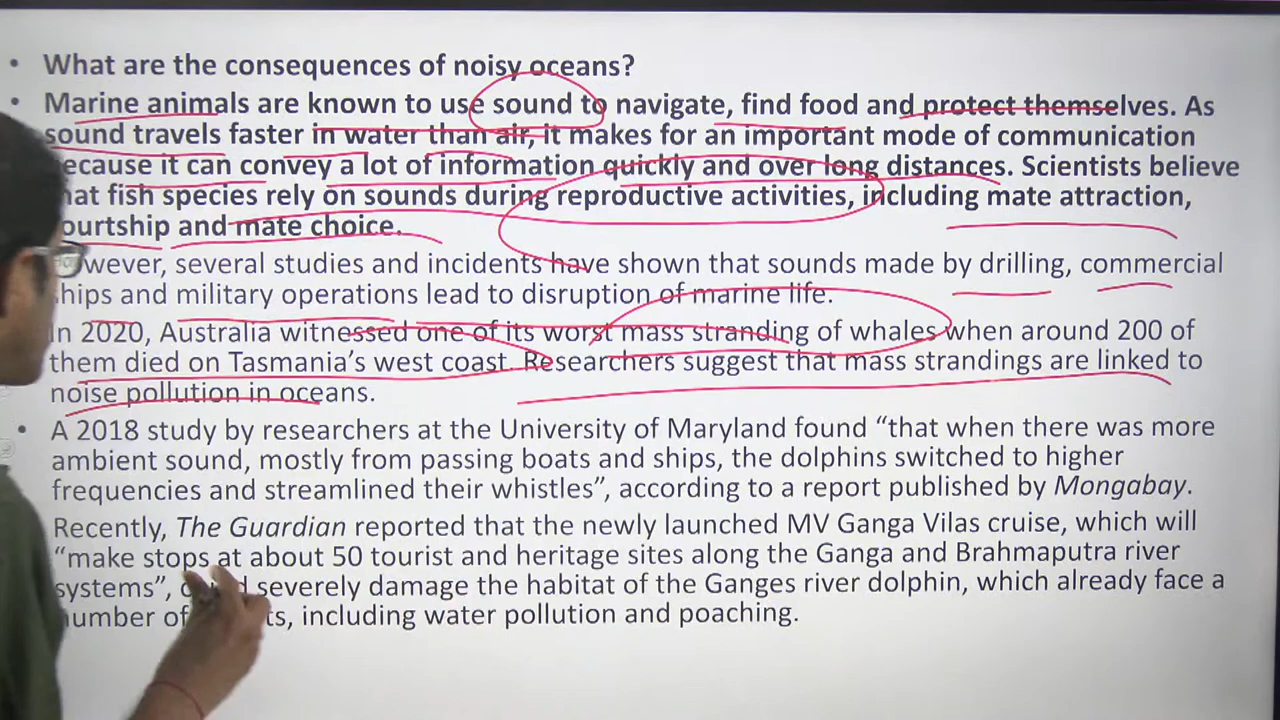 • What are the consequences of noisy oceans?
• Marine animals are known to use sound to navigate, find food and protect themselves. As
sound travels faster in water than air, it makes for an important mode of communication
ecause it can convey a lot of information quickly and over long distances. Scientists believe
hat fish species rely on sounds during reproductive activities, including mate attraction,
ourtship and mate choice.
However, several studies and incidents have shown that sounds made by drilling, commercial
hips and military operations lead to disruption of marine life.
In 2020, Australia witnessed one of its worst mass stranding of whales when around 200 of
them died on Tasmania's west coast. Researchers suggest that mass strandings are linked to
noise pollution in oceans.
• A 2018 study by researchers at the University of Maryland found “that when there was more
ambient sound, mostly from passing boats and ships, the dolphins switched to higher
frequencies and streamlined their whistles”, according to a report published by Mongabay.
Recently, The Guardian reported that the newly launched MV Ganga Vilas cruise, which will
“make stops at about 50 tourist and heritage sites along the Ganga and Brahmaputra river
systems”, severely damage the habitat of the Ganges river dolphin, which already face a
umber of ts, including water pollution and poaching.